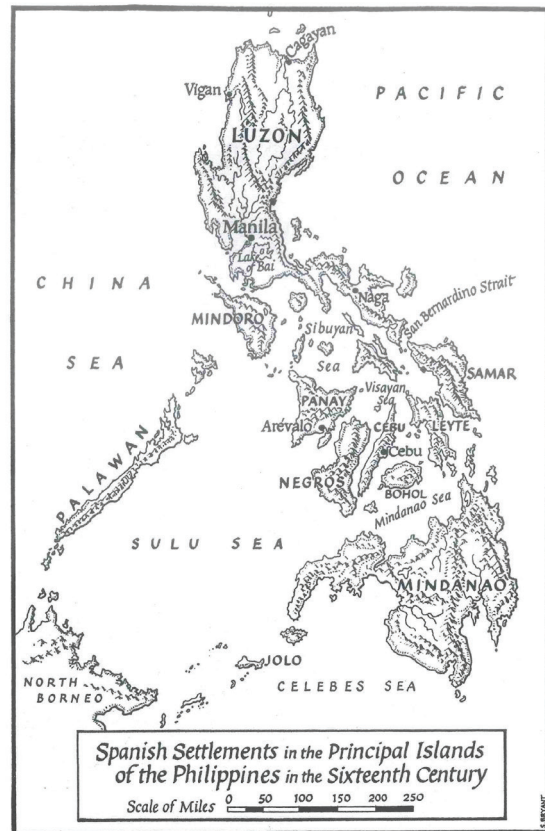 Cagayan
Vigan
PACIFIC
LUZON
OCEAN
Manila
Lake
of Bai
CHINA
Naga
San Bernardino Strait
MINDORO
Sibuyan
SEA
Sea
SAMAR
Visayan
Sea
PANAY
PALAWAN
Arévalo
CEBU
LEYTE
Cebu
NEGROS
BOHOL
Mindanao Sea
SULU SEA
MINDANAO
JOLO
NORTH
BORNEO
CELEBES SEA
Spanish Settlements in the Principal Islands
of the Philippines in the Sixteenth Century
Scale of Miles 0 50 100 150 200 250
S. BRYANT